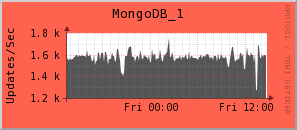 MongoDB_1
RRDTOOL / TOBI OETIKER
Updates/Sec
1.8 k
1.6 k
1.4 k
1.2 k
Fri 00:00
Fri 12:00